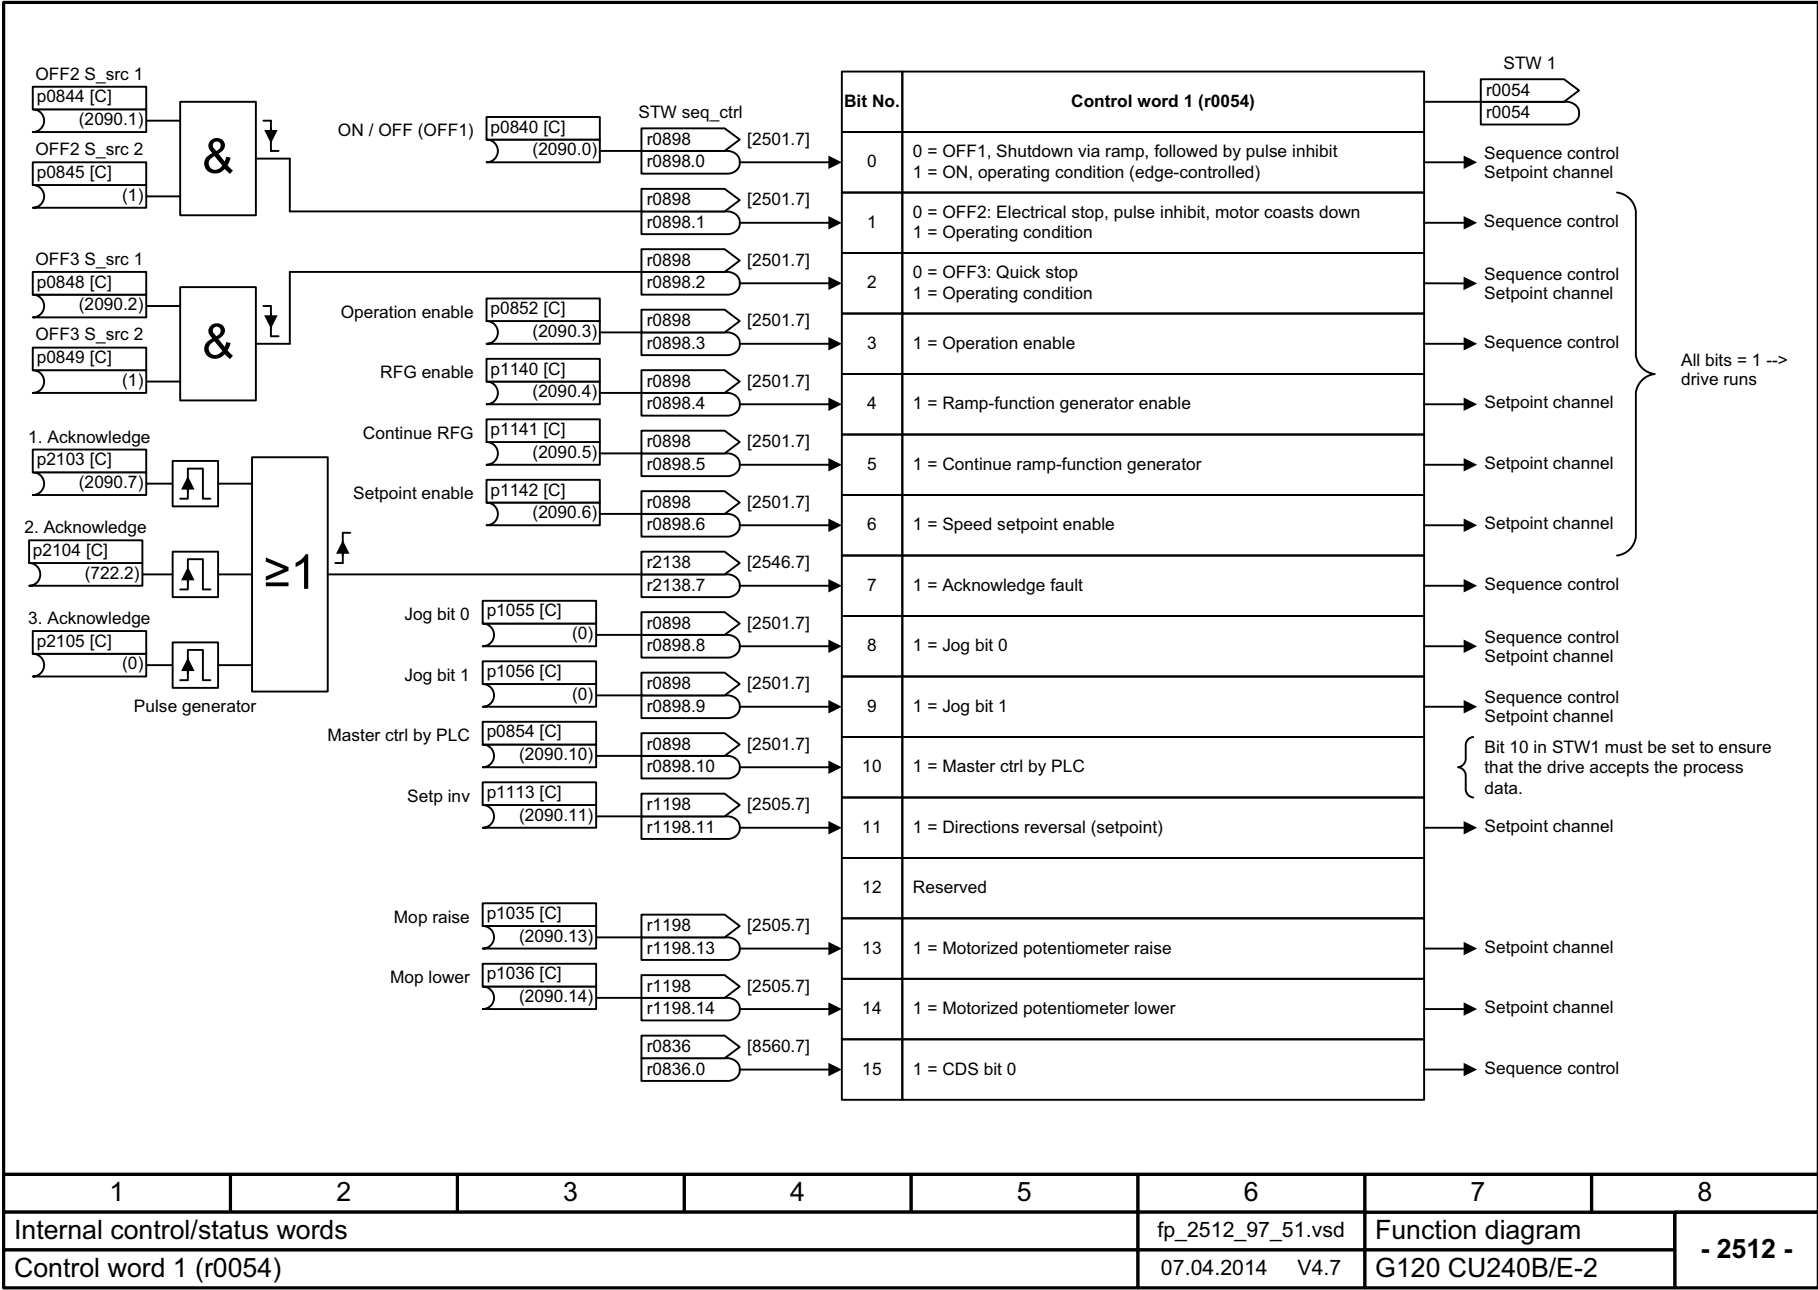 OFF2 S_src 1
p0844 [C]
(2090.1)
OFF2 S_src 2
p0845 [C]
(1)
&
OFF3 S_src 1
p0848 [C]
(2090.2)
OFF3 S_src 2
p0849 [C]
(1)
&
1. Acknowledge
p2103 [C]
(2090.7)
2. Acknowledge
p2104 [C]
(722.2)
3. Acknowledge
p2105 [C]
(0)
Pulse generator
≥1
ON / OFF (OFF1)
p0840 [C]
(2090.0)
Operation enable
p0852 [C]
(2090.3)
RFG enable
p1140 [C]
(2090.4)
Continue RFG
p1141 [C]
(2090.5)
Setpoint enable
p1142 [C]
(2090.6)
Jog bit 0
p1055 [C]
(0)
Jog bit 1
p1056 [C]
(0)
Master ctrl by PLC
p0854 [C]
(2090.10)
Setp inv
p1113 [C]
(2090.11)
Mop raise
p1035 [C]
(2090.13)
Mop lower
p1036 [C]
(2090.14)
STW seq_ctrl
r0898 [2501.7]
r0898.0
r0898 [2501.7]
r0898.1
r0898 [2501.7]
r0898.2
r0898 [2501.7]
r0898.3
r0898 [2501.7]
r0898.4
r0898 [2501.7]
r0898.5
r0898 [2501.7]
r0898.6
r2138 [2546.7]
r2138.7
r0898 [2501.7]
r0898.8
r0898 [2501.7]
r0898.9
r0898 [2501.7]
r0898.10
r1198 [2505.7]
r1198.11
r1198 [2505.7]
r1198.13
r1198 [2505.7]
r1198.14
r0836 [8560.7]
r0836.0
Bit No. Control word 1 (r0054)
0 0 = OFF1, Shutdown via ramp, followed by pulse inhibit
1 = ON, operating condition (edge-controlled)
1 0 = OFF2: Electrical stop, pulse inhibit, motor coasts down
1 = Operating condition
2 0 = OFF3: Quick stop
1 = Operating condition
3 1 = Operation enable
4 1 = Ramp-function generator enable
5 1 = Continue ramp-function generator
6 1 = Speed setpoint enable
7 1 = Acknowledge fault
8 1 = Jog bit 0
9 1 = Jog bit 1
10 1 = Master ctrl by PLC
11 1 = Directions reversal (setpoint)
12 Reserved
13 1 = Motorized potentiometer raise
14 1 = Motorized potentiometer lower
15 1 = CDS bit 0
STW 1
r0054
r0054
Sequence control
Setpoint channel
Sequence control
Sequence control
Setpoint channel
Sequence control
Setpoint channel
Setpoint channel
Setpoint channel
Sequence control
Sequence control
Setpoint channel
Sequence control
Setpoint channel
Bit 10 in STW1 must be set to ensure
that the drive accepts the process
data.
Setpoint channel
Setpoint channel
Setpoint channel
Sequence control
All bits = 1 -->
drive runs
1 2 3 4 5 6 7 8
Internal control/status words fp_2512_97_51.vsd Function diagram
- 2512 -
Control word 1 (r0054) 07.04.2014 V4.7 G120 CU240B/E-2